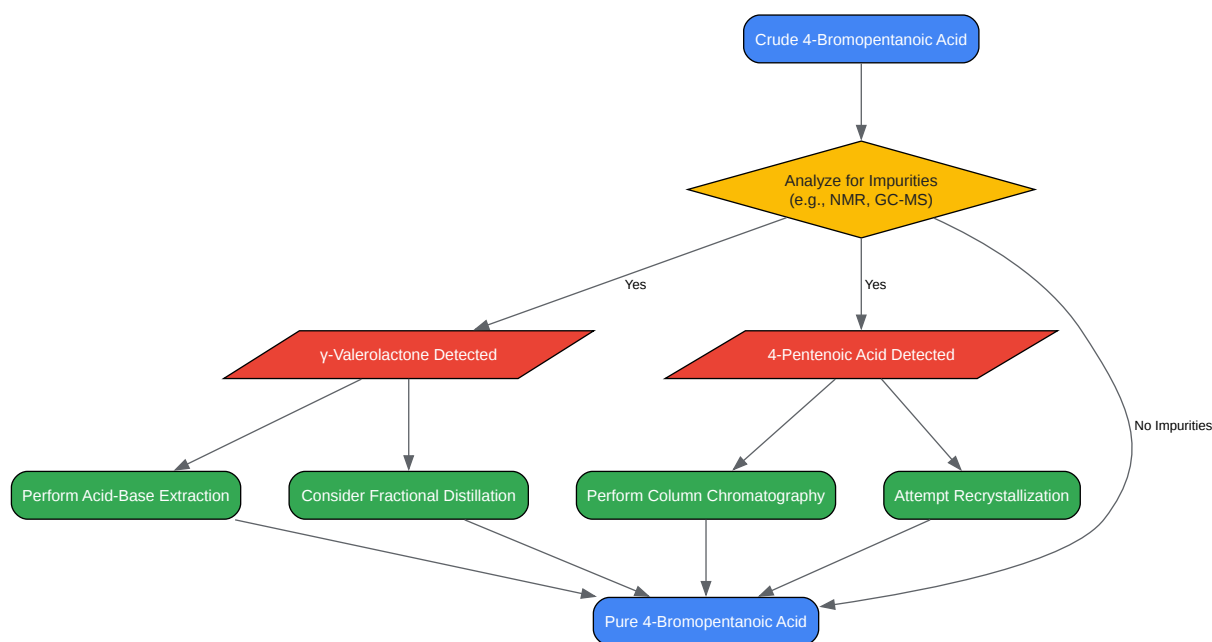 Crude 4-Bromopentanoic Acid
Analyze for Impurities
(e.g., NMR, GC-MS)
Yes
Yes
γ-Valerolactone Detected
4-Pentenoic Acid Detected
No Impurities
Perform Acid-Base Extraction
Consider Fractional Distillation
Perform Column Chromatography
Attempt Recrystallization
Pure 4-Bromopentanoic Acid